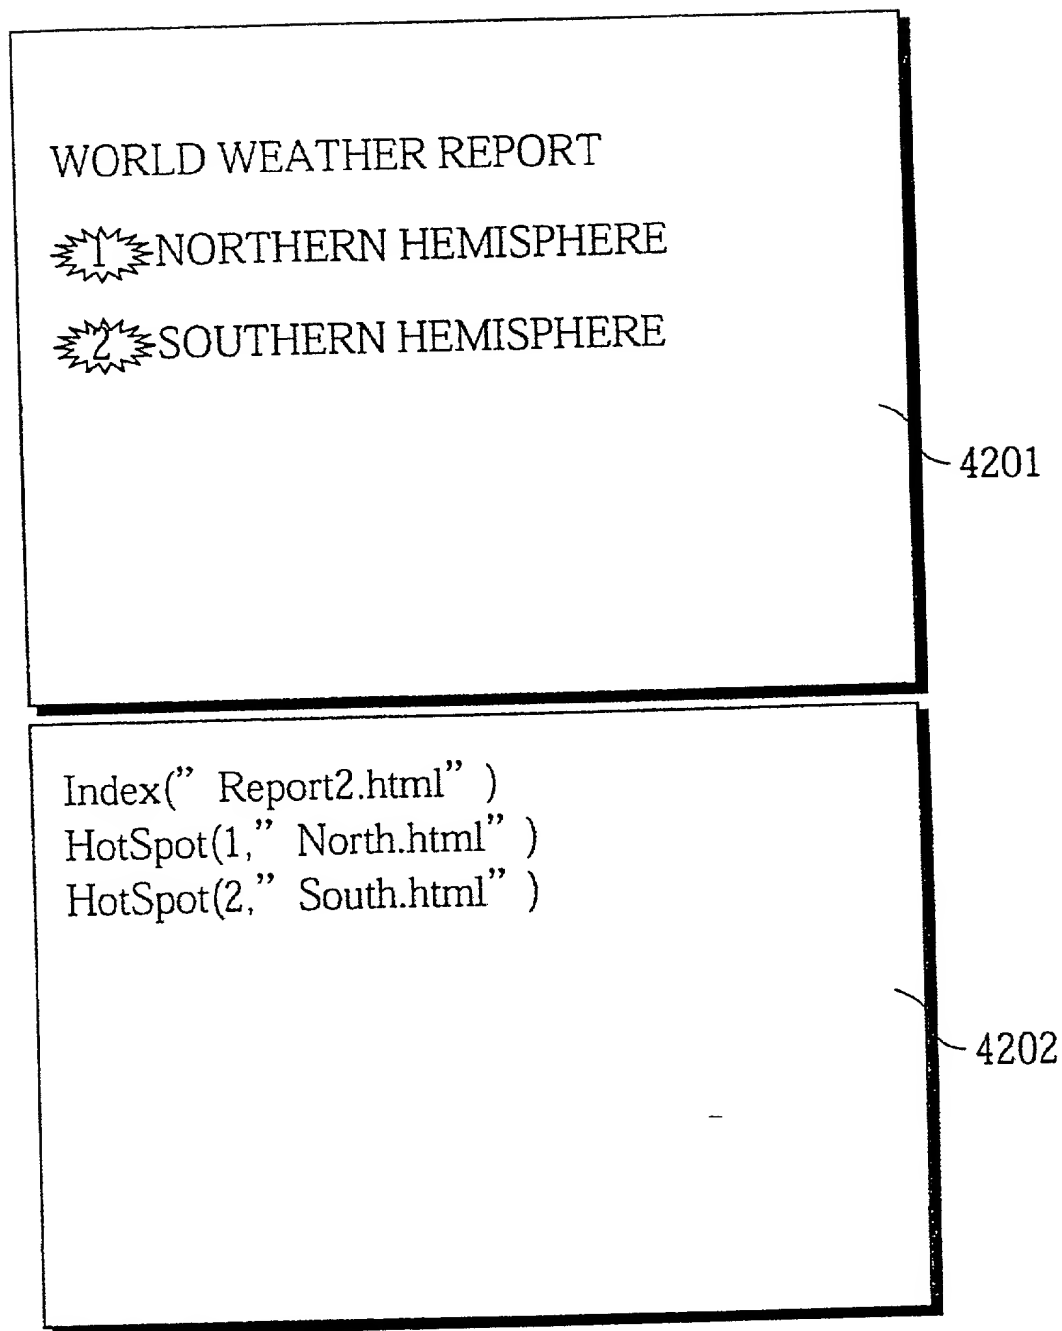 WORLD WEATHER REPORT
1 NORTHERN HEMISPHERE
2 SOUTHERN HEMISPHERE
4201
Index(” Report2.html” )
HotSpot(1,” North.html” )
HotSpot(2,” South.html” )
4202